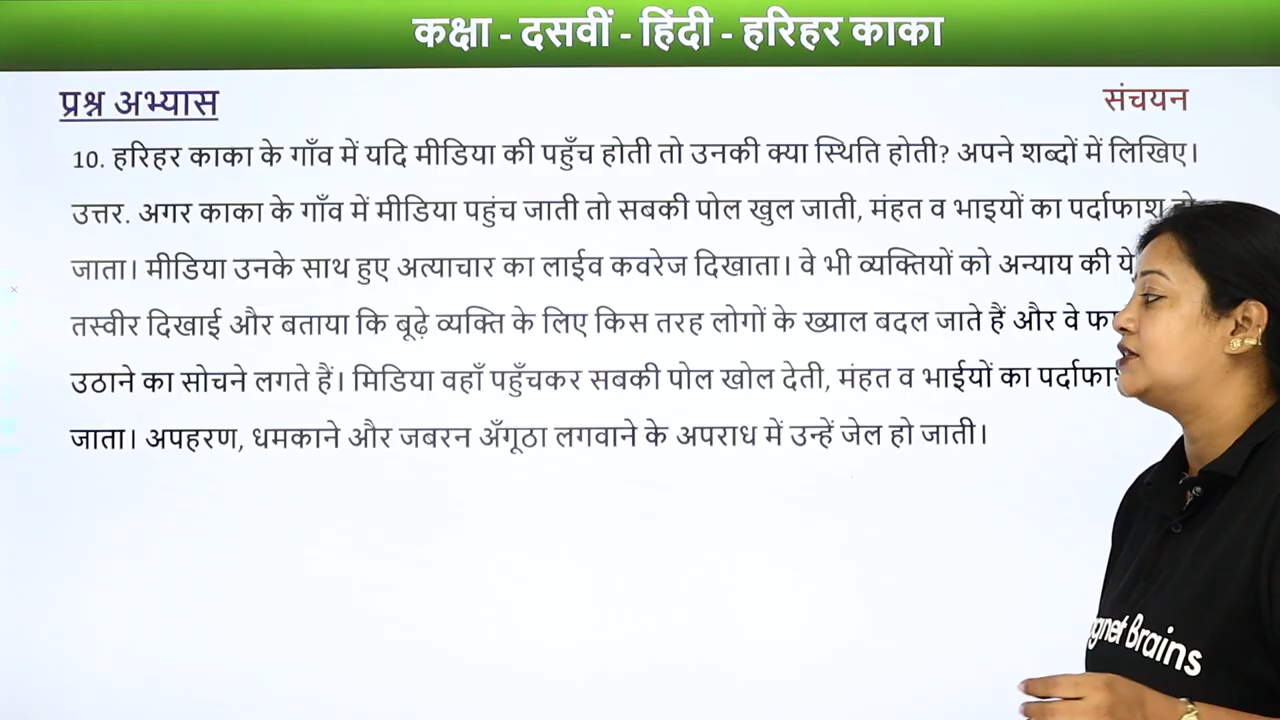 कक्षा - दसवीं - हिंदी - हरिहर काका
प्रश्न अभ्यास
संचयन
10. हरिहर काका के गाँव में यदि मीडिया की पहुँच होती तो उनकी क्या स्थिति होती? अपने शब्दों में लिखिए।
उत्तर. अगर काका के गाँव में मीडिया पहुंच जाती तो सबकी पोल खुल जाती, मंहत व भाइयों का पर्दाफाश
जाता। मीडिया उनके साथ हुए अत्याचार का लाईव कवरेज दिखाता। वे भी व्यक्तियों को अन्याय की
तस्वीर दिखाई और बताया कि बूढ़े व्यक्ति के लिए किस तरह लोगों के ख्याल बदल जाते हैं और वे
उठाने का सोचने लगते हैं। मिडिया वहाँ पहुँचकर सबकी पोल खोल देती, मंहत व भाईयों का
जाता। अपहरण, धमकाने और जबरन अँगूठा लगवाने के अपराध में उन्हें जेल हो जाती।
Brains